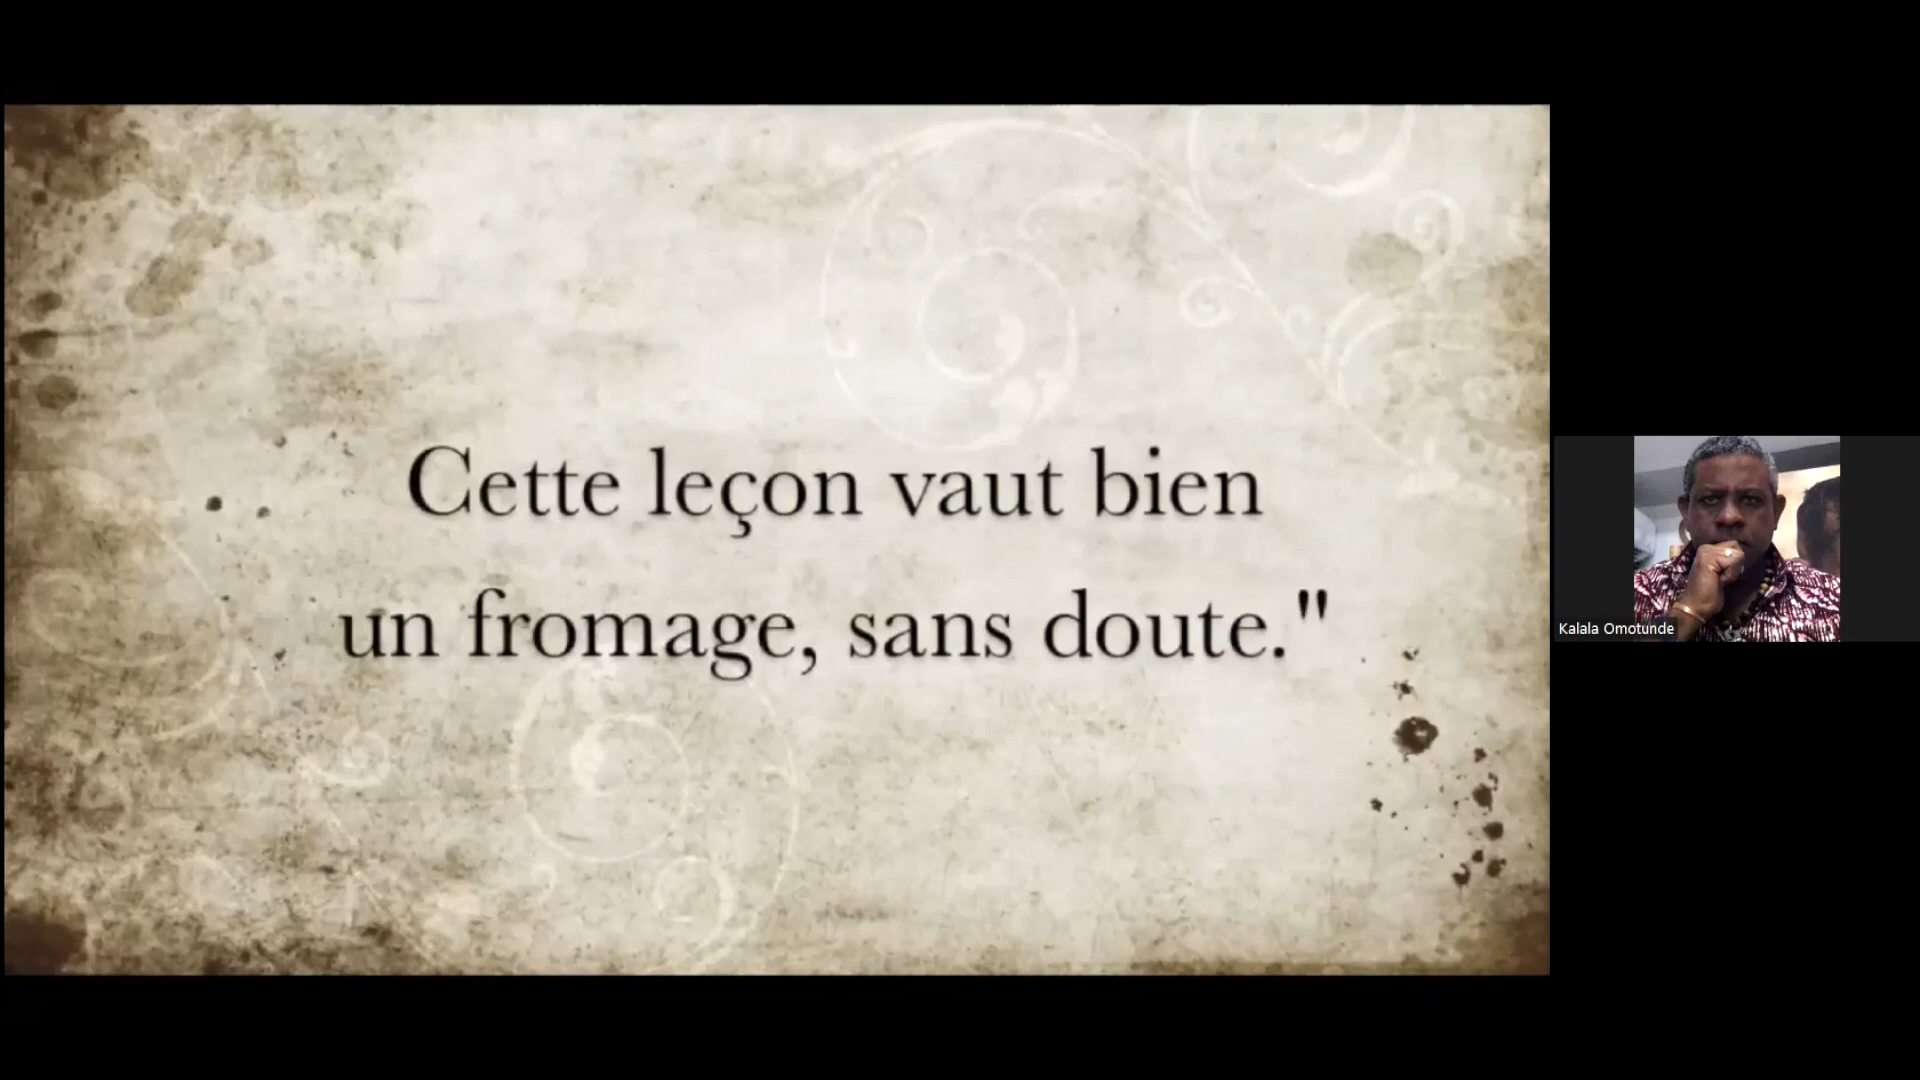 Cette leçon vaut bien
un fromage, sans doute."
Kalala Omotunde